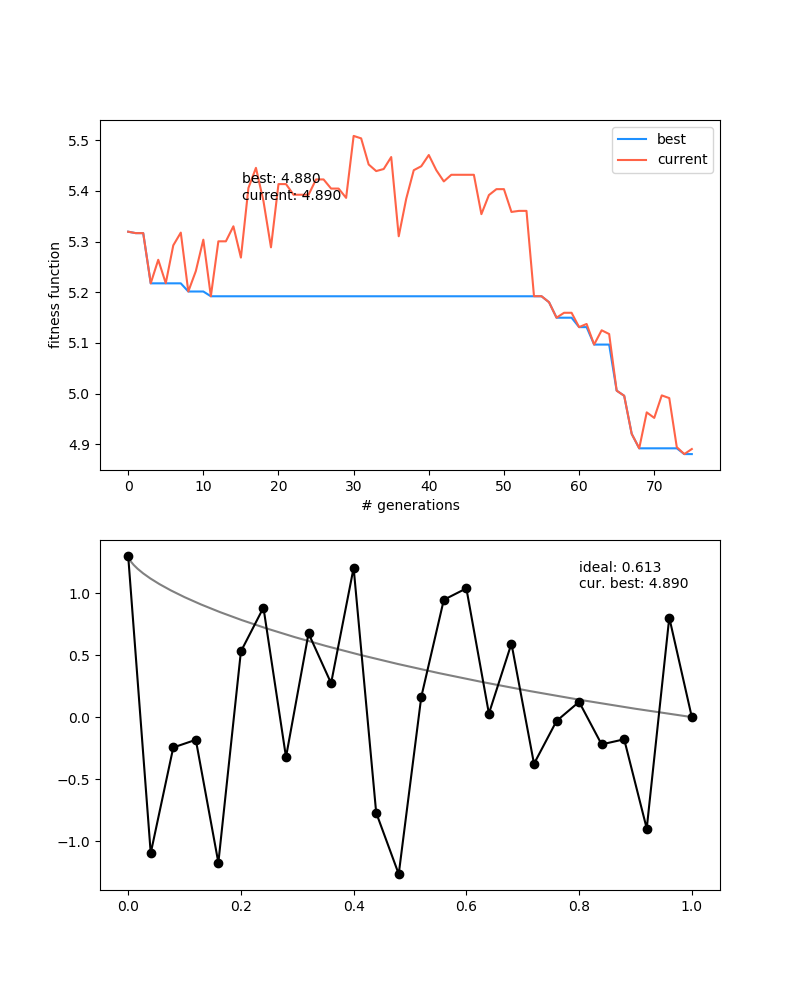 5.5
5.4
5.3
5.2
5.1
5.0
4.9
fitness function
best
current
best: 4.880
current: 4.890
0 10 20 30 40 50 60 70
# generations
1.0
0.5
0.0
−0.5
−1.0
ideal: 0.613
cur. best: 4.890
0.0 0.2 0.4 0.6 0.8 1.0